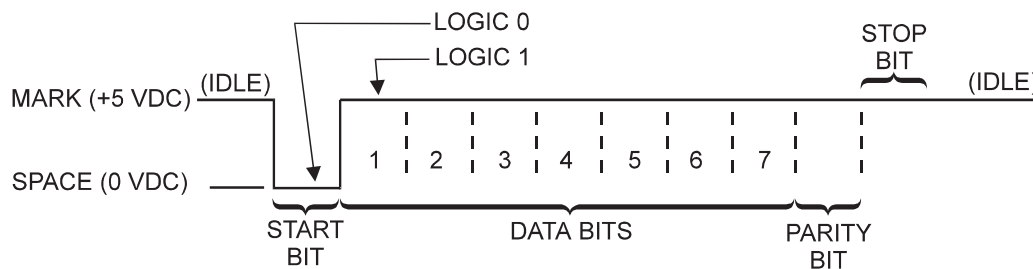 LOGIC 0
LOGIC 1
STOP
BIT
(IDLE)
(IDLE)
MARK (+5 VDC)
1 2 3 4 5 6 7
SPACE (0 VDC)
START
BIT
DATA BITS
PARITY
BIT